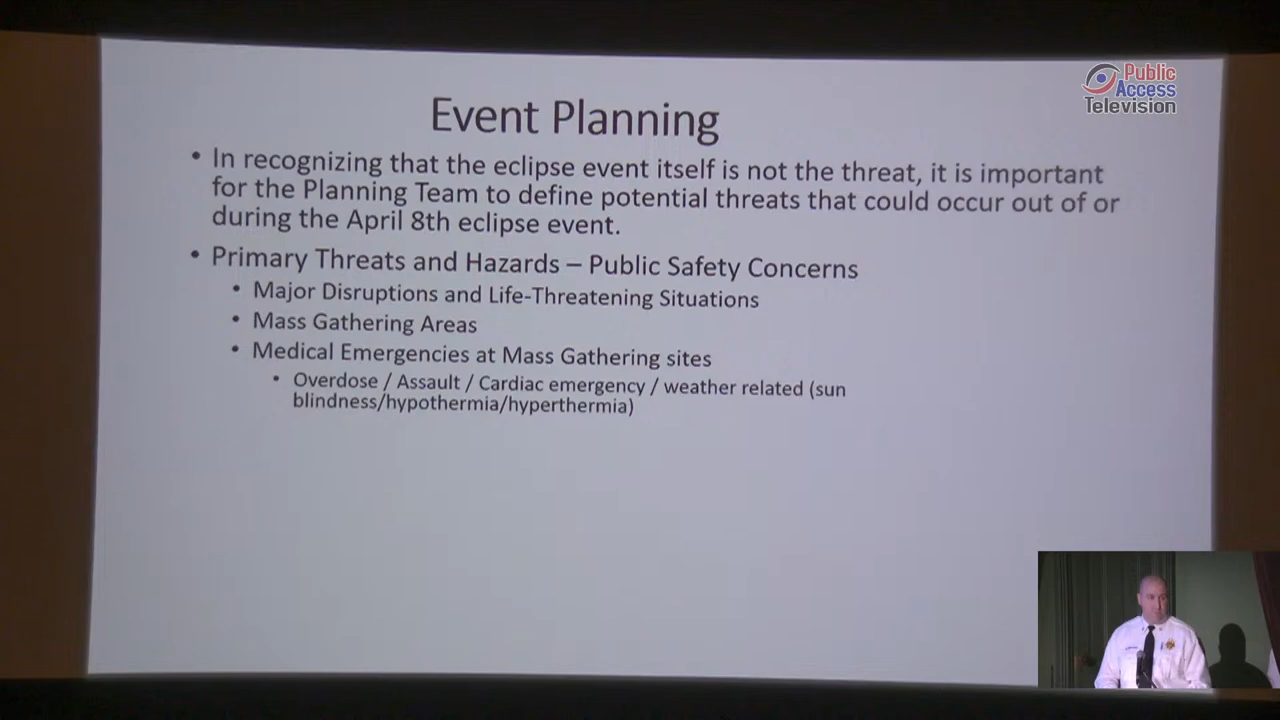 Public
Access
Television
Event Planning
• In recognizing that the eclipse event itself is not the threat, it is important
for the Planning Team to define potential threats that could occur out of or
during the April 8th eclipse event.
• Primary Threats and Hazards – Public Safety Concerns
• Major Disruptions and Life-Threatening Situations
• Mass Gathering Areas
• Medical Emergencies at Mass Gathering sites
• Overdose / Assault / Cardiac emergency / weather related (sun
blindness/hypothermia/hyperthermia)